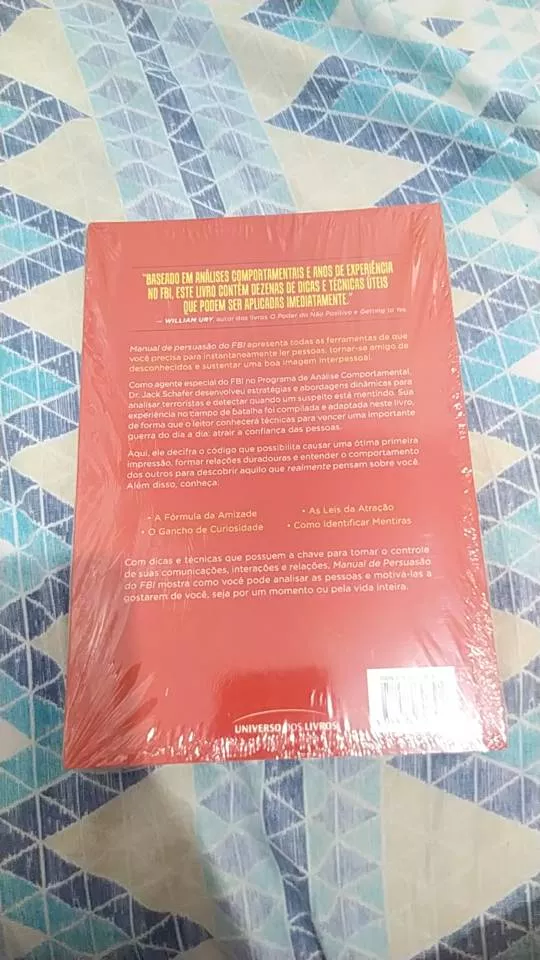 "BASEADO EM ANÁLISES COMPORTAMENTAIS E ANOS DE EXPERIÊNCIA
NO FBI, ESTE LIVRO CONTÉM DEZENAS DE DICAS E TÉCNICAS ÚTEIS
QUE PODEM SER APLICADAS IMEDIATAMENTE."
— WILLIAN URY, autor dos livros O Poder do Não Positivo e Getting to Yes
Manual de persuasão do FBI apresenta todas as ferramentas de que
você precisa para instantaneamente ler pessoas, tornar-se amigo de
desconhecidos e sustentar uma boa imagem interpessoal.
Como agente especial do FBI no Programa de Análise Comportamental,
Dr. Jack Schafer desenvolveu estratégias e abordagens dinâmicas para
analisar terroristas e detectar quando um suspeito está mentindo. Sua
experiência no campo de batalha foi compilada e adaptada neste livro,
de forma que o leitor conhecerá técnicas para vencer uma importante
guerra do dia a dia: atrair a confiança das pessoas.
Aqui, ele decifra o código que possibilita causar uma ótima primeira
impressão, formar relações duradouras e entender o comportamento
dos outros para descobrir aquilo que realmente pensam sobre você.
Além disso, conheça:
• A Fórmula da Amizade • As Leis da Atração
• O Gancho de Curiosidade • Como Identificar Mentiras
Com dicas e técnicas que possuem a chave para tomar o controle
de suas comunicações, interações e relações, Manual de Persuasão
do FBI mostra como você pode analisar as pessoas e motivá-las a
gostarem de você, seja por um momento ou pela vida inteira.
UNIVERSO DOS LIVROS